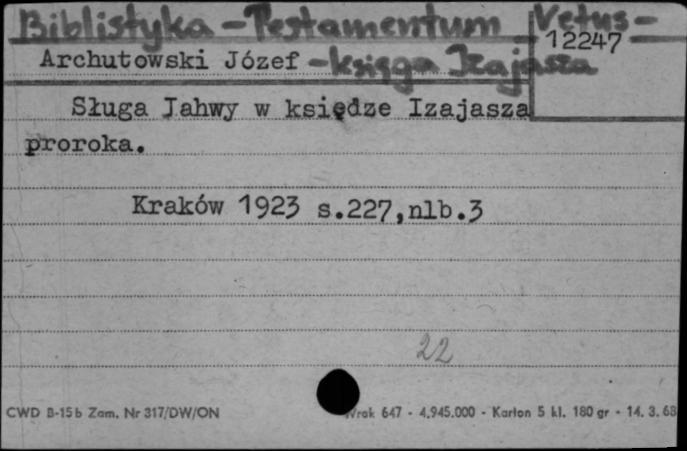 Biblistyka - Testamentum Vetus -
12247
Archutowski Józef - księga Izajasza
Sługa Jahwy w księdze Izajasza
proroka.
Kraków 1923 s.227,nlb.3
22
CWD B-15b Zam. Nr 317/DW/ON rak 647 - 4.945.000 - Karton 5 kl. 180 gr - 14. 3. 68